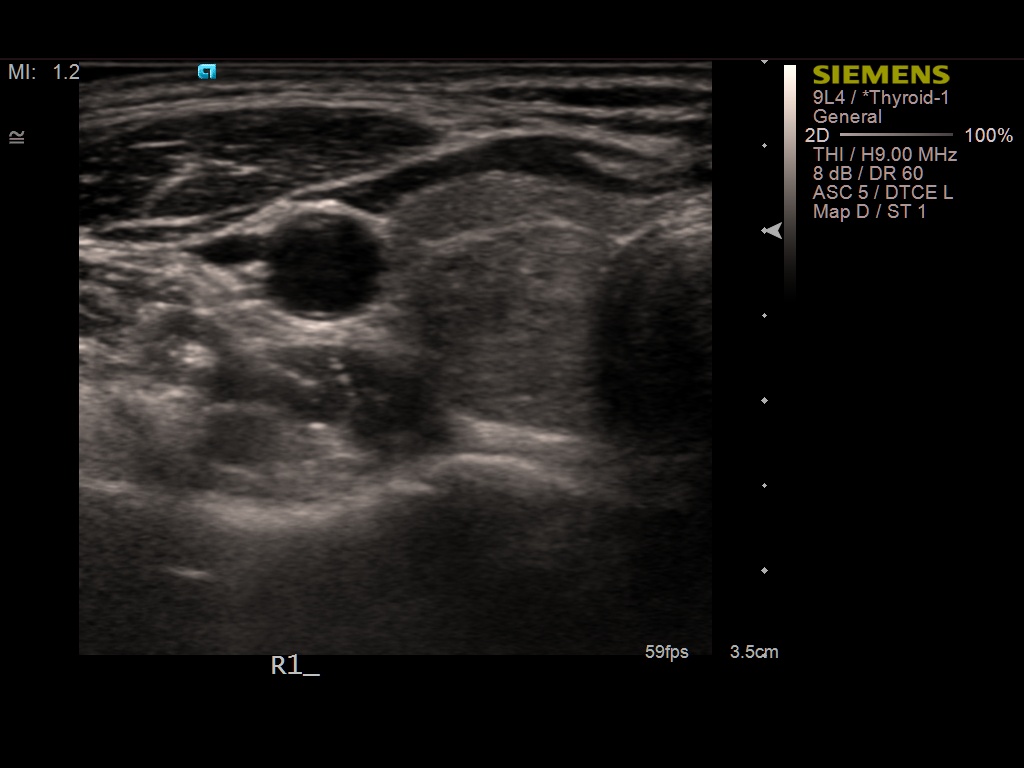 MI: 1.2
SIEMENS
9L4 / *Thyroid-1
General
2D 100%
THI / H9.00 MHz
8 dB / DR 60
ASC 5 / DTCE L
Map D / ST 1
59fps 3.5cm
R1_